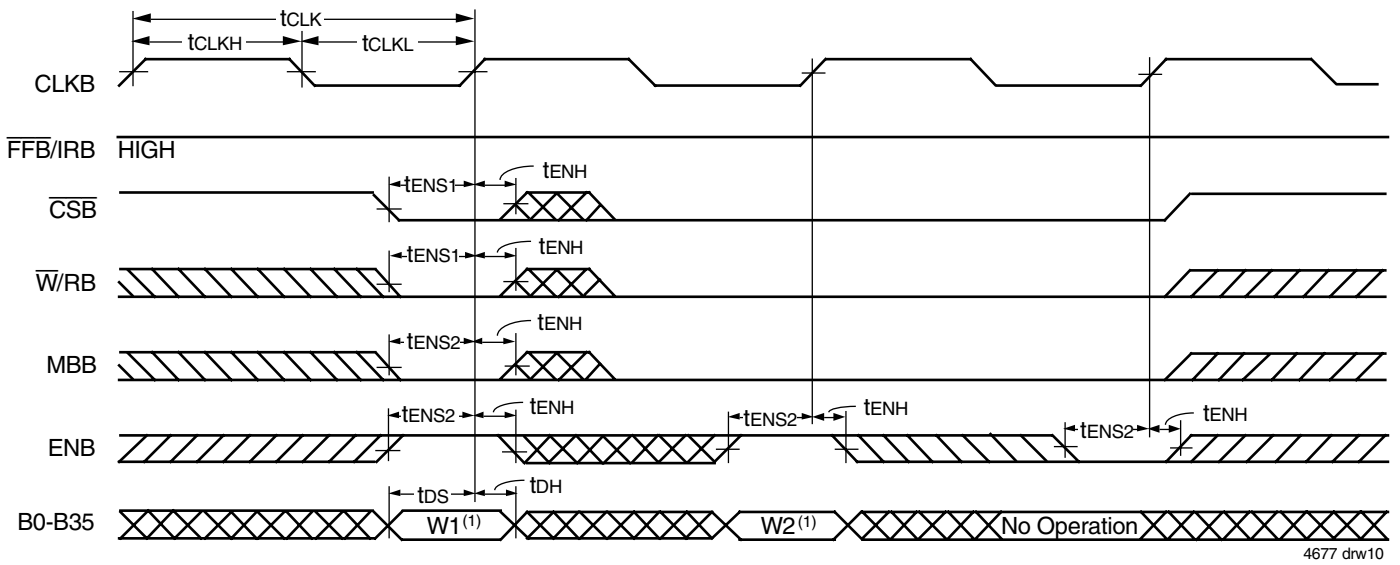 tCLK
tCLKH tCLKL
CLKB
FFB/IRB HIGH
tENS1 tENH
CSB
tENS1 tENH
W/RB
tENS2 tENH
MBB
tENS2 tENH tENS2 tENH tENS2 tENH
ENB
tDS tDH
B0-B35 W1(1) W2(1) No Operation
4677 drw10